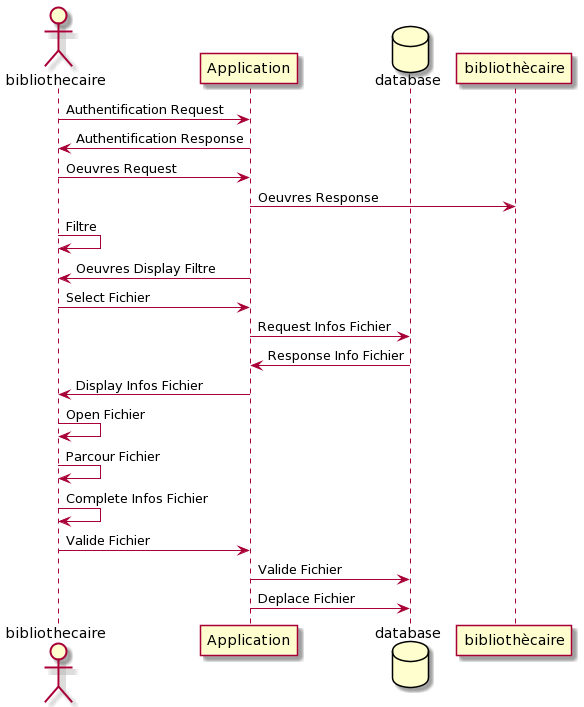 bibliothecaire
Application
database
bibliothècaire
Authentification Request
Authentification Response
Oeuvres Request
Oeuvres Response
Filtre
Oeuvres Display Filtre
Select Fichier
Request Infos Fichier
Response Info Fichier
Display Infos Fichier
Open Fichier
Parcour Fichier
Complete Infos Fichier
Valide Fichier
Valide Fichier
Deplace Fichier
bibliothecaire
Application
database
bibliothècaire